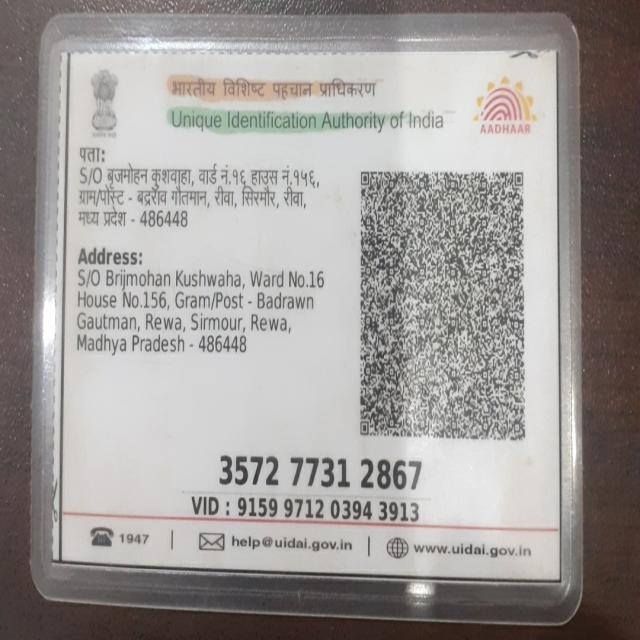 भारतीय विशिष्ट पहचान प्राधिकरण
Unique Identification Authority of India
AADHAAR
पता:
S/O बृजमोहन कुशवाहा, वार्ड नं.१६ हाउस नं.१५६,
ग्राम/पोस्ट - बद्रराँव गौतमान, रीवा, सिरमौर, रीवा,
मध्य प्रदेश - 486448
Address:
S/O Brijmohan Kushwaha, Ward No.16
House No.156, Gram/Post - Badrawn
Gautman, Rewa, Sirmour, Rewa,
Madhya Pradesh - 486448
3572 7731 2867
VID : 9159 9712 0394 3913
1947
help@uidai.gov.in
www.uidai.gov.in